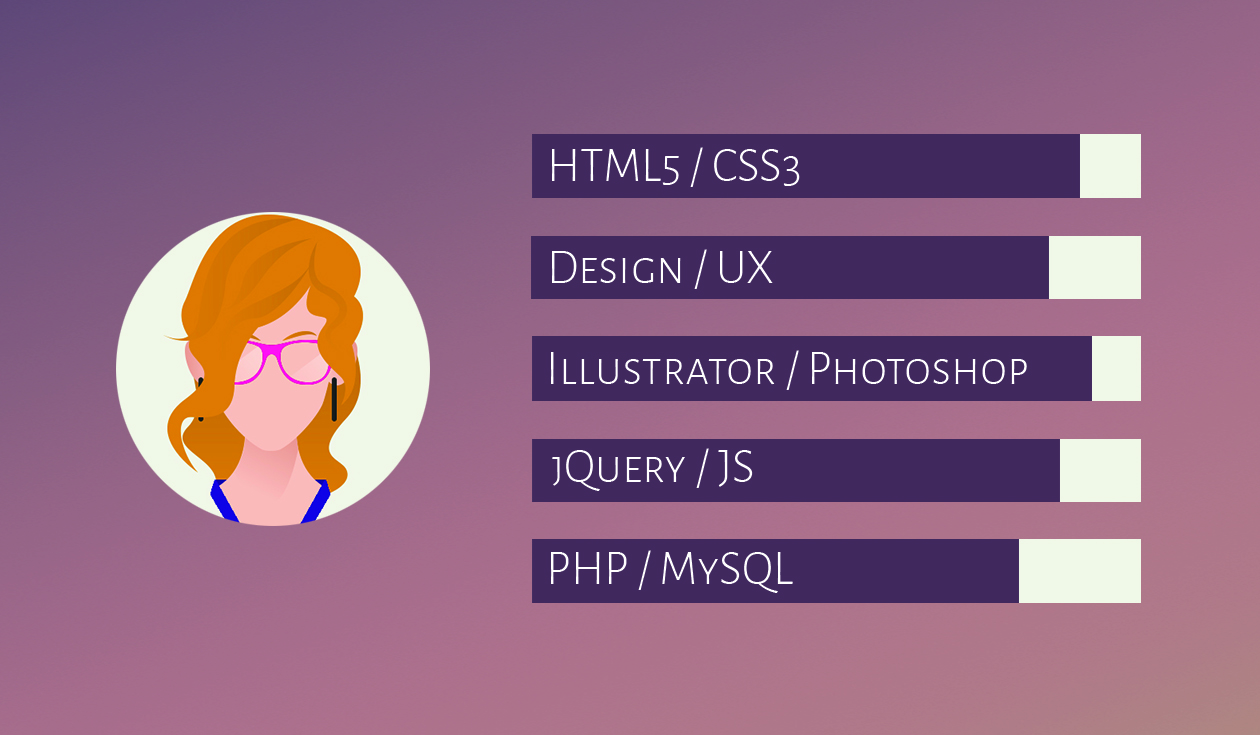 HTML5 / CSS3
Design / UX
Illustrator / Photoshop
jQuery / JS
PHP / MySQL